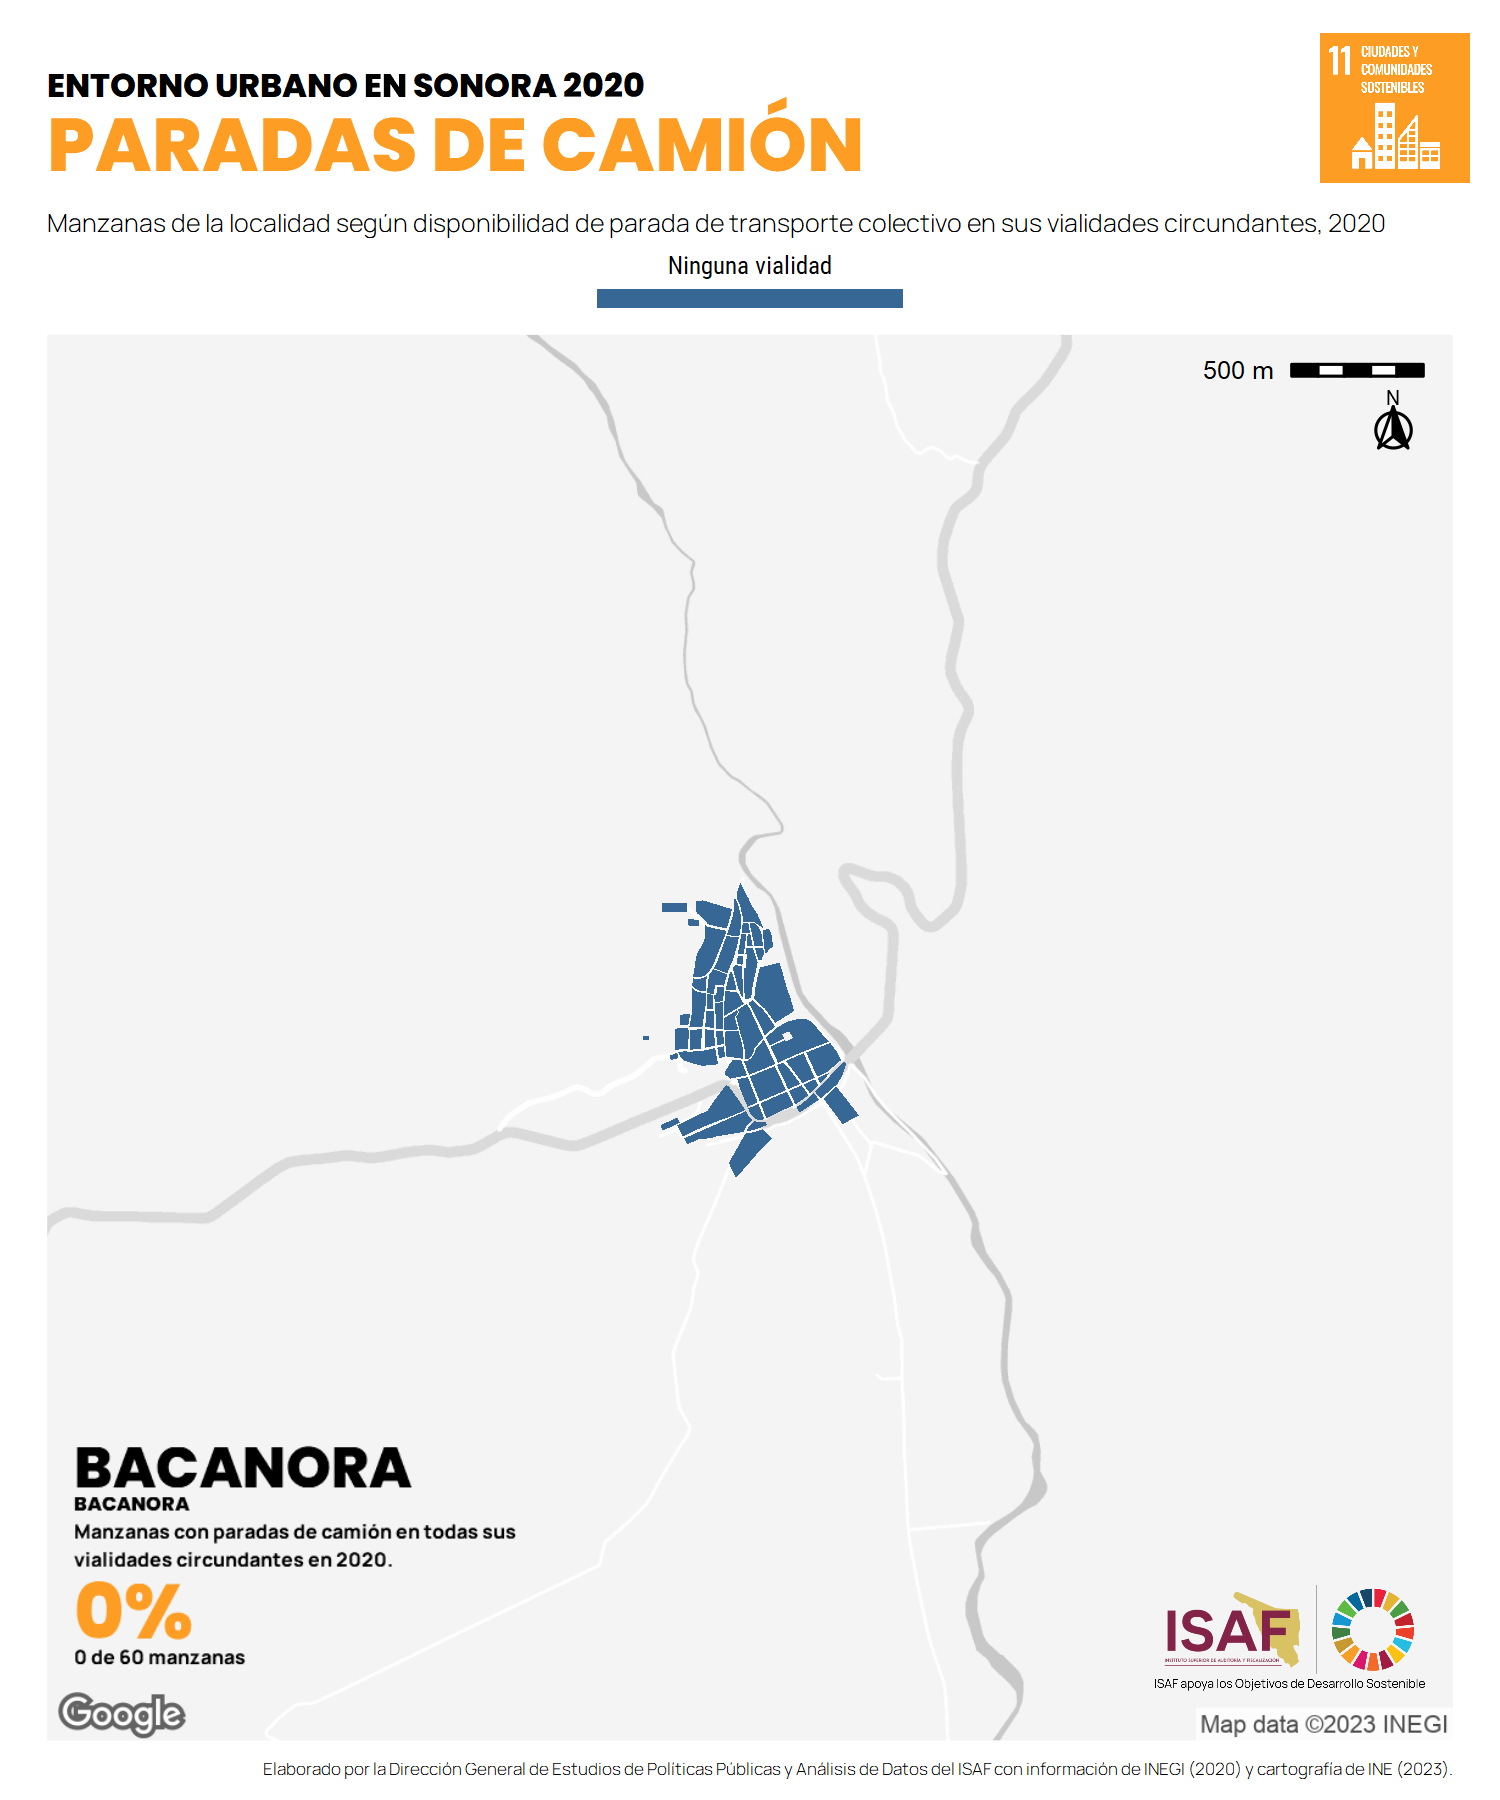 ENTORNO URBANO EN SONORA 2020
PARADAS DE CAMIÓN
11 CIUDADES Y
COMUNIDADES
SOSTENIBLES
Manzanas de la localidad según disponibilidad de parada de transporte colectivo en sus vialidades circundantes, 2020
Ninguna vialidad
500 m
N
BACANORA
BACANORA
Manzanas con paradas de camión en todas sus
vialidades circundantes en 2020.
0%
0 de 60 manzanas
Google
ISAF
INSTITUTO SUPERIOR DE AUDITORÍA Y FISCALIZACIÓN
ISAF apoya los Objetivos de Desarrollo Sostenible
Map data ©2023 INEGI
Elaborado por la Dirección General de Estudios de Políticas Públicas y Análisis de Datos del ISAF con información de INEGI (2020) y cartografía de INE (2023).